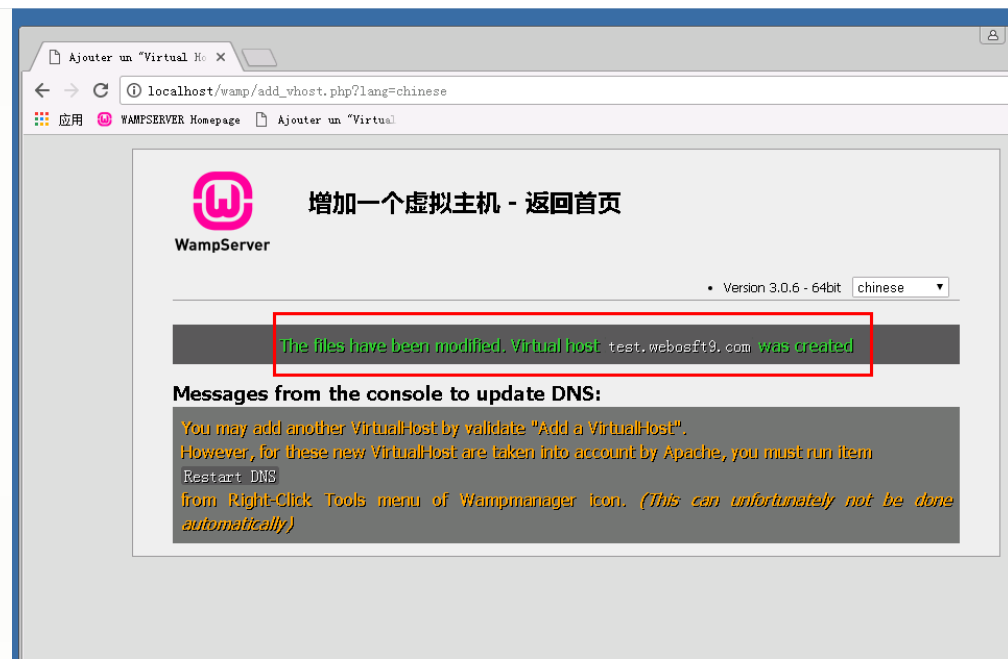 Ajouter un "Virtual Ho
localhost/wamp/add_vhost.php?lang=chinese
应用 WAMPSERVER Homepage Ajouter un "Virtual
增加一个虚拟主机 - 返回首页
WampServer
• Version 3.0.6 - 64bit chinese
The files have been modified. Virtual host test.webosft9.com was created
Messages from the console to update DNS:
You may add another VirtualHost by validate "Add a VirtualHost".
However, for these new VirtualHost are taken into account by Apache, you must run item
Restart DNS
from Right-Click Tools menu of Wampmanager icon. (This can unfortunately not be done
automatically)